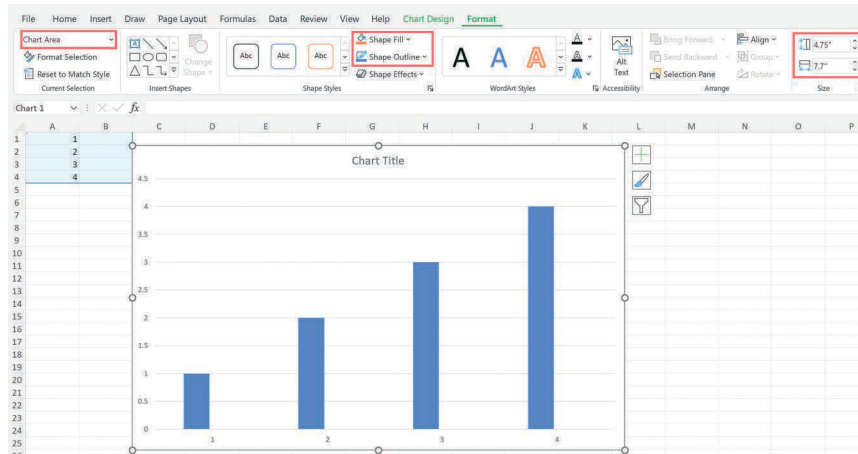 File Home Insert Draw Page Layout Formulas Data Review View Help Chart Design Format
Chart Area
Format Selection
Reset to Match Style
Current Selection
Change
Shape
Insert Shapes
Abc Abc Abc
Shape Fill
Shape Outline
Shape Effects
Shape Styles
A A A
A
A
A
WordArt Styles
Alt
Text
Accessibility
Bring Forward
Send Backward
Selection Pane
Align
Group
Rotate
Arrange
4.75"
7.7"
Size
Chart 1 fx
A B C D E F G H I J K L M N O P
1 1
2 2
3 3
4 4
5
6
7
8
9
10
11
12
13
14
15
16
17
18
19
20
21
22
23
24
25
Chart Title
4.5
4
3.5
3
2.5
2
1.5
1
0.5
0
1 2 3 4